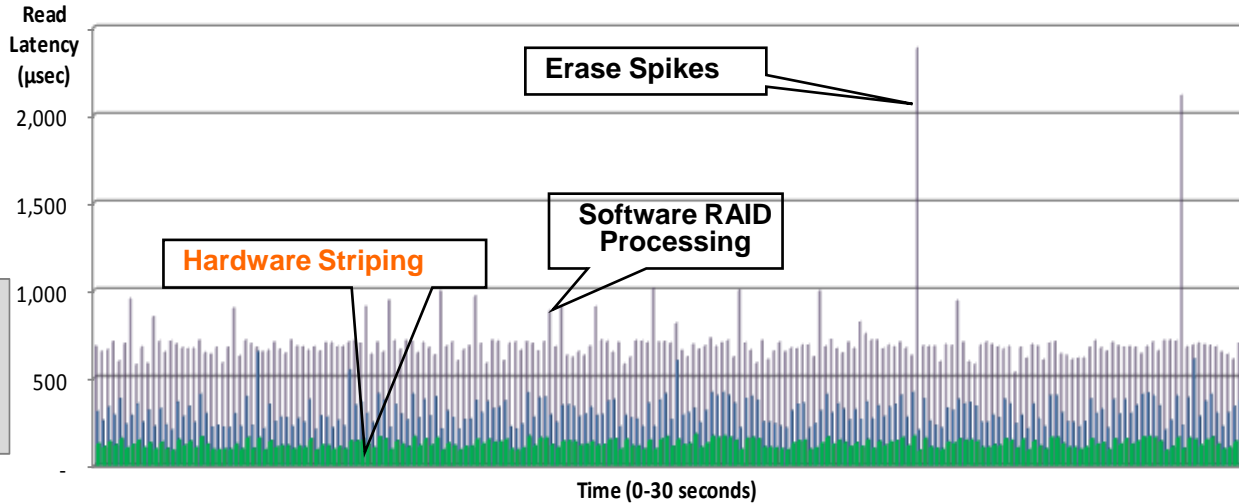 Read
Latency
(µsec)
2,000
1,500
1,000
500
-
Erase Spikes
Software RAID
Processing
Hardware Striping
Time (0-30 seconds)